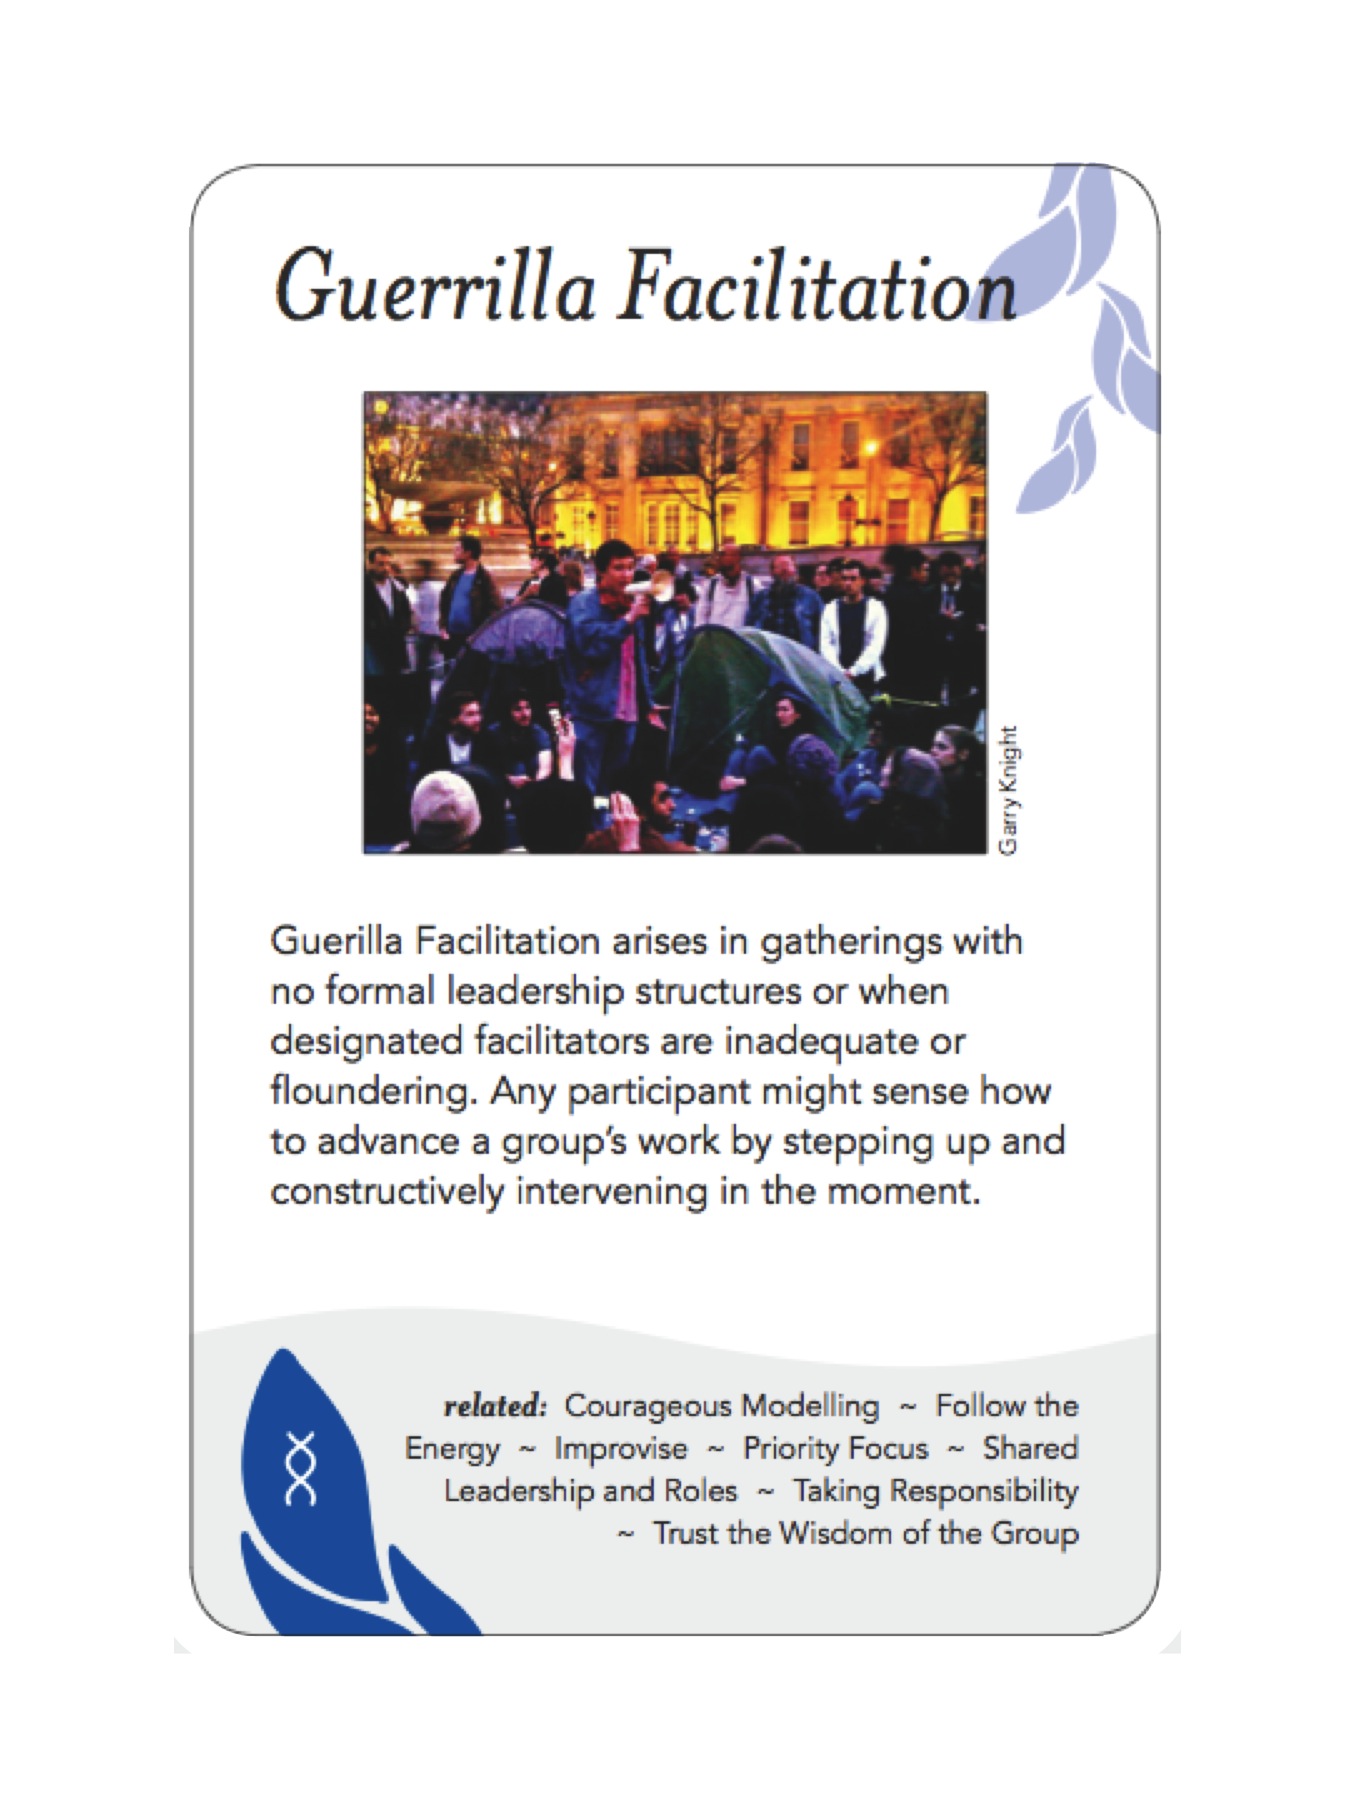 Guerrilla Facilitation
Garry Knight
Guerilla Facilitation arises in gatherings with
no formal leadership structures or when
designated facilitators are inadequate or
floundering. Any participant might sense how
to advance a group's work by stepping up and
constructively intervening in the moment.
related: Courageous Modelling ~ Follow the
Energy ~ Improvise ~ Priority Focus ~ Shared
Leadership and Roles ~ Taking Responsibility
~ Trust the Wisdom of the Group